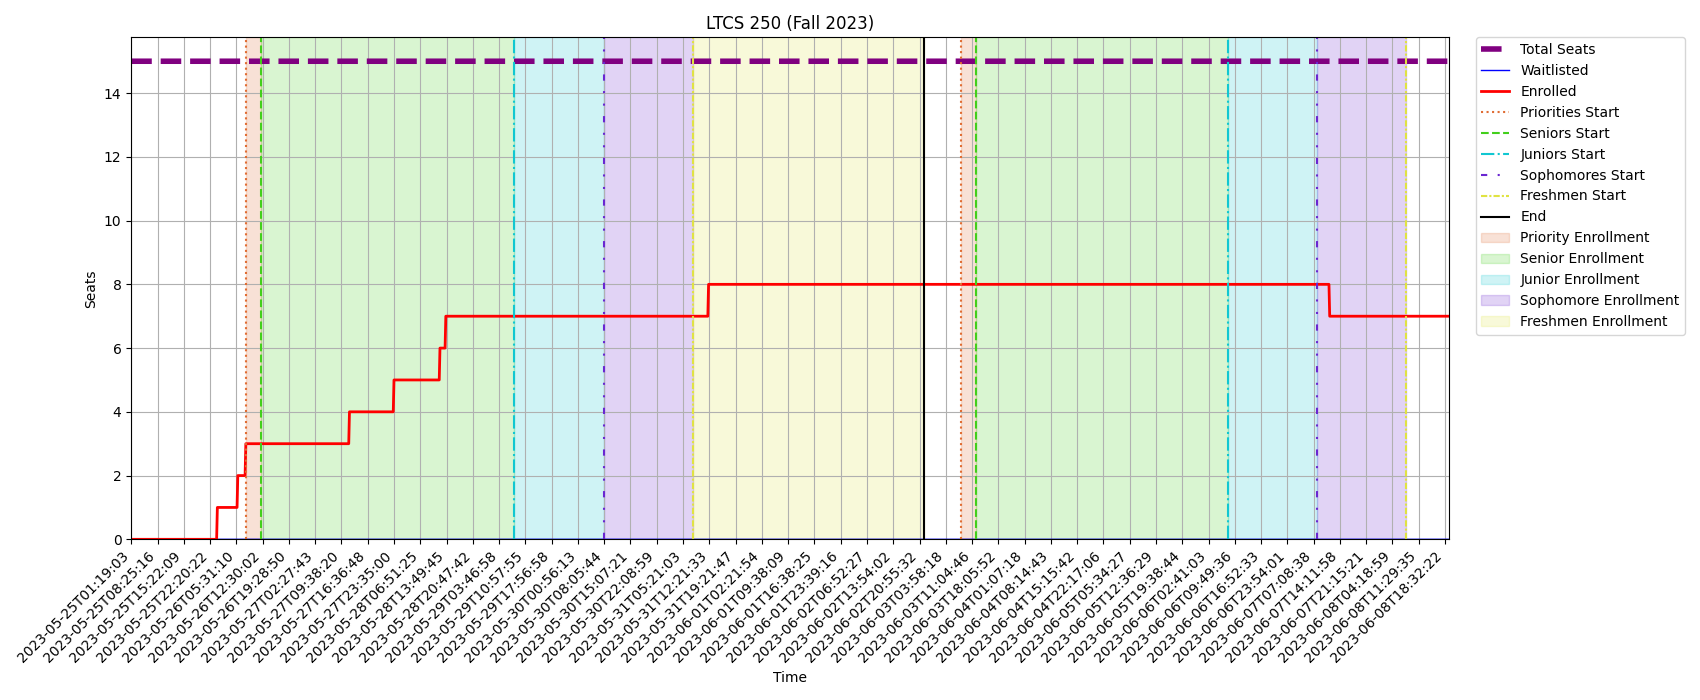 LTCS 250 (Fall 2023)
Seats
14
12
10
8
6
4
2
0
2023-05-25T01:19:03
2023-05-25T08:25:16
2023-05-25T15:22:09
2023-05-25T22:20:22
2023-05-26T05:31:10
2023-05-26T12:30:02
2023-05-26T19:28:50
2023-05-27T02:27:43
2023-05-27T09:38:20
2023-05-27T16:36:48
2023-05-27T23:35:00
2023-05-28T06:51:25
2023-05-28T13:49:45
2023-05-28T20:47:42
2023-05-29T03:46:58
2023-05-29T10:57:55
2023-05-29T17:56:58
2023-05-30T00:56:13
2023-05-30T08:05:44
2023-05-30T15:07:21
2023-05-30T22:08:59
2023-05-31T05:21:03
2023-05-31T12:21:33
2023-05-31T19:21:47
2023-06-01T02:21:54
2023-06-01T09:38:09
2023-06-01T16:38:25
2023-06-01T23:39:16
2023-06-02T06:52:27
2023-06-02T13:54:02
2023-06-02T20:55:32
2023-06-03T03:58:18
2023-06-03T11:04:46
2023-06-03T18:05:52
2023-06-04T01:07:18
2023-06-04T08:14:43
2023-06-04T15:15:42
2023-06-04T22:17:06
2023-06-05T05:34:27
2023-06-05T12:36:29
2023-06-05T19:38:44
2023-06-06T02:41:03
2023-06-06T09:49:36
2023-06-06T16:52:33
2023-06-06T23:54:01
2023-06-07T07:08:38
2023-06-07T14:11:58
2023-06-07T21:15:21
2023-06-08T04:18:59
2023-06-08T11:29:35
2023-06-08T18:32:22
Time
Total Seats
Waitlisted
Enrolled
Priorities Start
Seniors Start
Juniors Start
Sophomores Start
Freshmen Start
End
Priority Enrollment
Senior Enrollment
Junior Enrollment
Sophomore Enrollment
Freshmen Enrollment